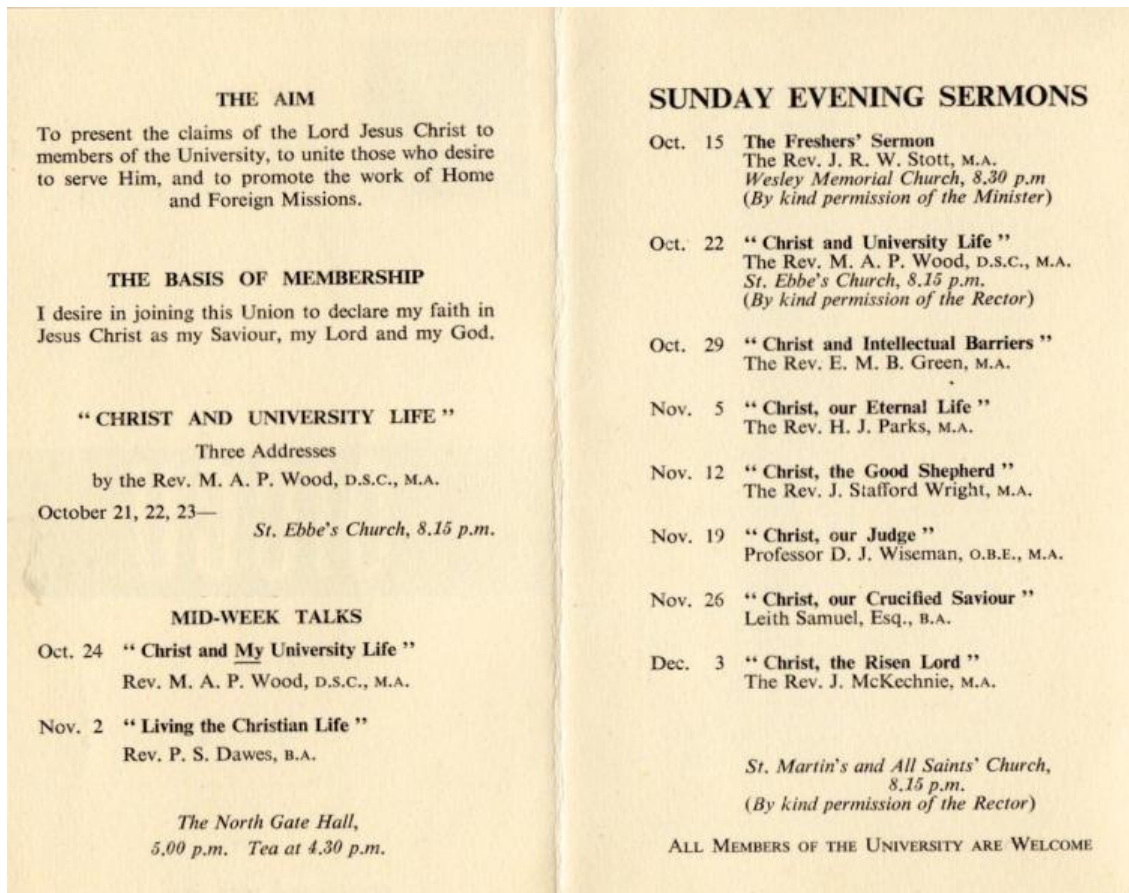 THE AIM
To present the claims of the Lord Jesus Christ to
members of the University, to unite those who desire
to serve Him, and to promote the work of Home
and Foreign Missions.
THE BASIS OF MEMBERSHIP
I desire in joining this Union to declare my faith in
Jesus Christ as my Saviour, my Lord and my God.
“ CHRIST AND UNIVERSITY LIFE ”
Three Addresses
by the Rev. M. A. P. Wood, D.S.C., M.A.
October 21, 22, 23—
St. Ebbe's Church, 8.15 p.m.
MID-WEEK TALKS
Oct. 24 “ Christ and My University Life ”
Rev. M. A. P. Wood, D.S.C., M.A.
Nov. 2 “ Living the Christian Life ”
Rev. P. S. Dawes, B.A.
The North Gate Hall,
5.00 p.m. Tea at 4.30 p.m.
SUNDAY EVENING SERMONS
Oct. 15 The Freshers' Sermon
The Rev. J. R. W. Stott, M.A.
Wesley Memorial Church, 8.30 p.m
(By kind permission of the Minister)
Oct. 22 “ Christ and University Life ”
The Rev. M. A. P. Wood, D.S.C., M.A.
St. Ebbe's Church, 8.15 p.m.
(By kind permission of the Rector)
Oct. 29 “ Christ and Intellectual Barriers ”
The Rev. E. M. B. Green, M.A.
Nov. 5 “ Christ, our Eternal Life ”
The Rev. H. J. Parks, M.A.
Nov. 12 “ Christ, the Good Shepherd ”
The Rev. J. Stafford Wright, M.A.
Nov. 19 “ Christ, our Judge ”
Professor D. J. Wiseman, O.B.E., M.A.
Nov. 26 “ Christ, our Crucified Saviour ”
Leith Samuel, Esq., B.A.
Dec. 3 “ Christ, the Risen Lord ”
The Rev. J. McKechnie, M.A.
St. Martin's and All Saints' Church,
8.15 p.m.
(By kind permission of the Rector)
ALL MEMBERS OF THE UNIVERSITY ARE WELCOME